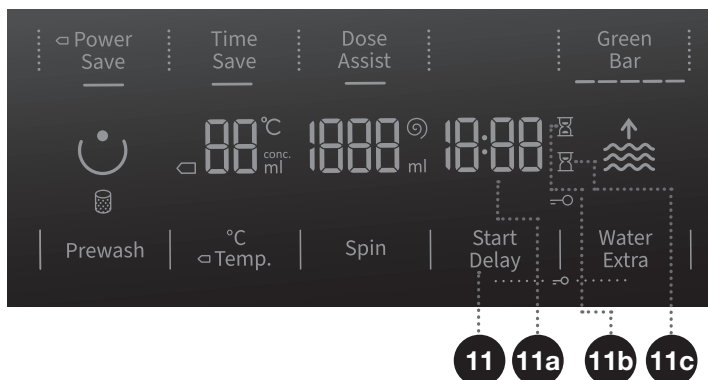 Power
Save
Time
Save
Dose
Assist
Green
Bar
88 °C
conc.
ml
1888
ml
18:88
Prewash
°C
Temp.
Spin
Start
Delay
Water
Extra
11 11a 11b 11c